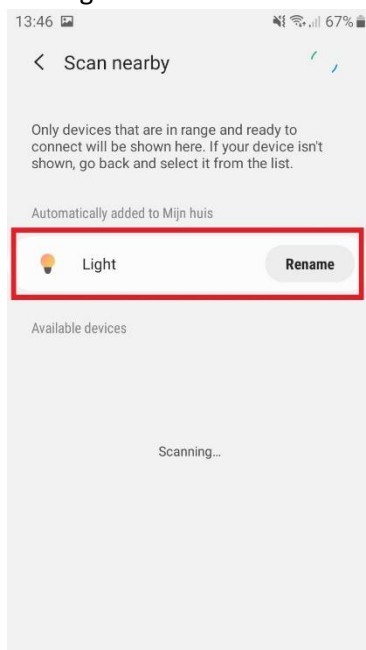 13:46 67%
Scan nearby
Only devices that are in range and ready to
connect will be shown here. If your device isn't
shown, go back and select it from the list.
Automatically added to Mijn huis
Light Rename
Available devices
Scanning...